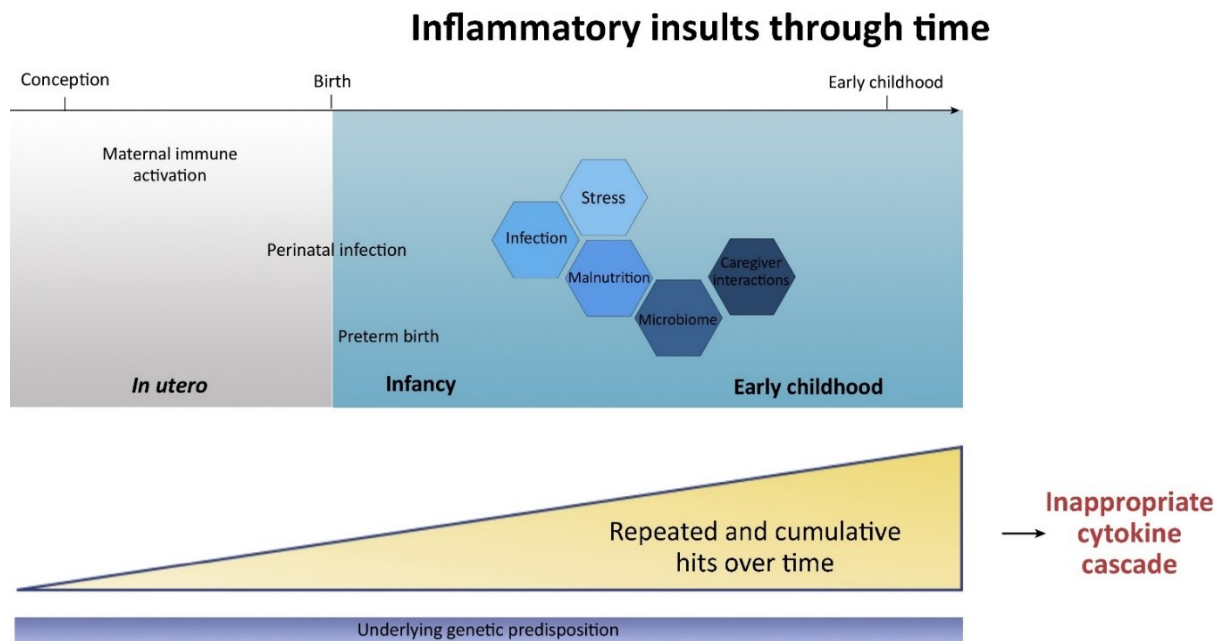 Inflammatory insults through time
Conception
Birth
Early childhood
Maternal immune
activation
Stress
Infection
Perinatal infection
Caregiver
interactions
Malnutrition
Microbiome
Preterm birth
In utero
Infancy
Early childhood
Repeated and cumulative
hits over time
Inappropriate
cytokine
cascade
Underlying genetic predisposition